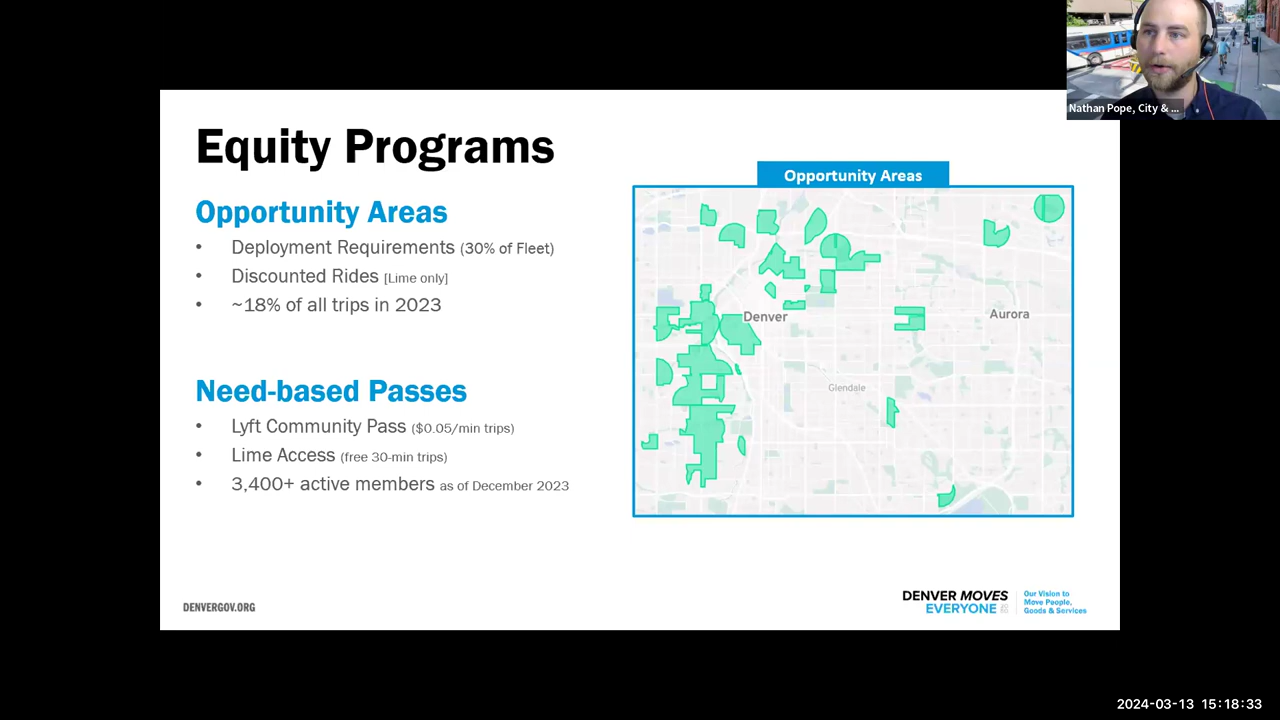 Nathan Pope, City & ...
Equity Programs
Opportunity Areas
• Deployment Requirements (30% of Fleet)
• Discounted Rides [Lime only]
• ~18% of all trips in 2023
Need-based Passes
• Lyft Community Pass ($0.05/min trips)
• Lime Access (free 30-min trips)
• 3,400+ active members as of December 2023
Opportunity Areas
Denver
Aurora
Glendale
DENVERGOV.ORG
DENVER MOVES
EVERYONE
Our Vision to
Move People,
Goods & Services
2024-03-13 15:18:33